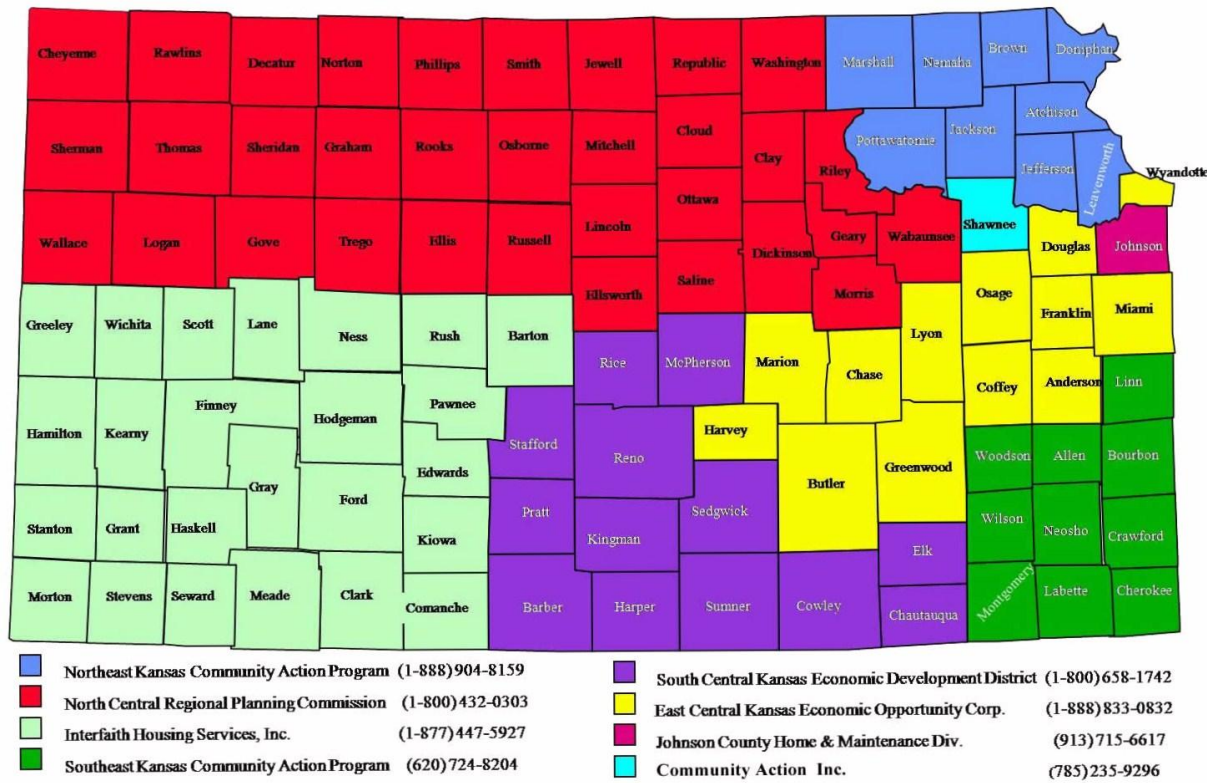 Cheyenne Rawlins Decatur Norton Phillips Smith Jewell Republic Washington Marshall Nemaha Brown Doniphan
Sherman Thomas Sheridan Graham Rooks Osborne Mitchell Cloud Clay Riley Pottawatomie Jackson Atchison
Jefferson Leavenworth Wyandotte
Wallace Logan Gove Trego Ellis Russell Lincoln Ottawa Dickinson Geary Wabaunsee Shawnee Douglas Johnson
Ellsworth Saline Morris Osage
Greeley Wichita Scott Lane Ness Rush Barton Rice McPherson Marion Chase Lyon Franklin Miami
Hamilton Kearny Finney Hodgeman Pawnee Stafford Reno Harvey Coffey Anderson Linn
Edwards Butler Greenwood Woodson Allen Bourbon
Stanton Grant Haskell Gray Ford Kiowa Pratt Kingman Sedgwick Elk Wilson Neosho Crawford
Morton Stevens Seward Meade Clark Comanche Barber Harper Sumner Cowley Chautauqua Montgomery Labette Cherokee
Northeast Kansas Community Action Program (1-888) 904-8159
North Central Regional Planning Commission (1-800) 432-0303
Interfaith Housing Services, Inc. (1-877) 447-5927
Southeast Kansas Community Action Program (620) 724-8204
South Central Kansas Economic Development District (1-800) 658-1742
East Central Kansas Economic Opportunity Corp. (1-888) 833-0832
Johnson County Home & Maintenance Div. (913) 715-6617
Community Action Inc. (785) 235-9296